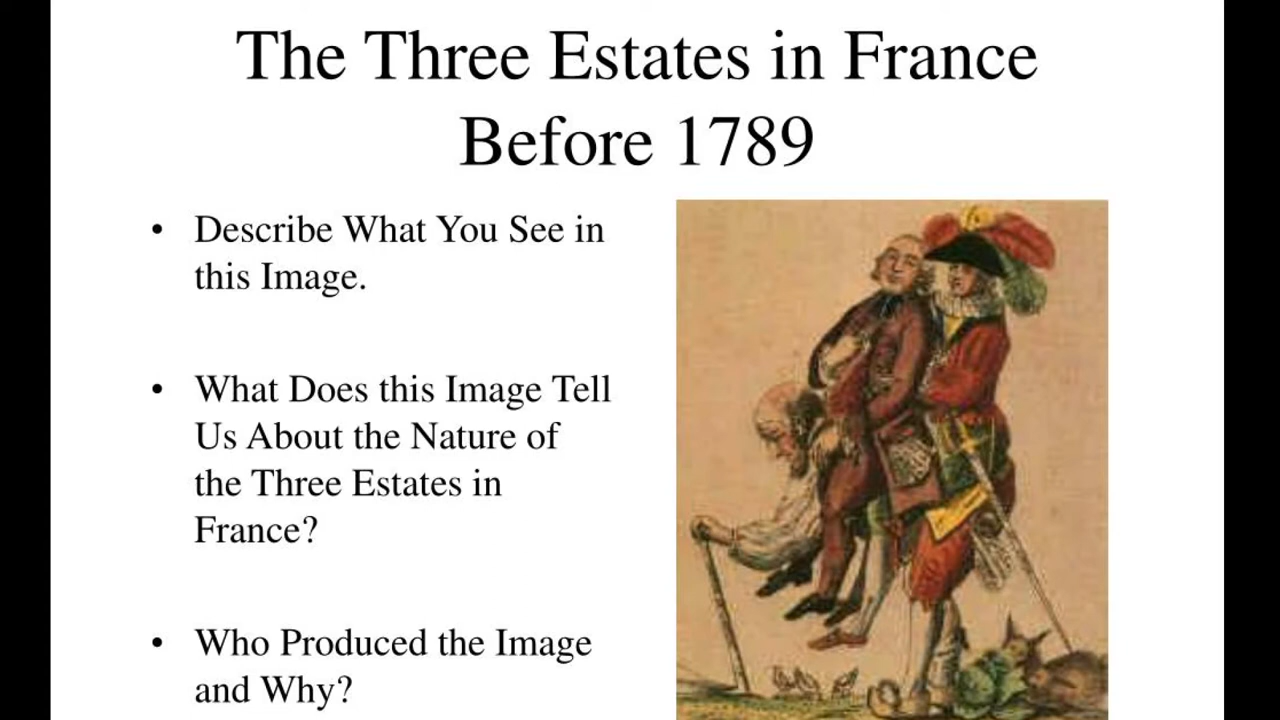 The Three Estates in France
Before 1789
• Describe What You See in
this Image.
• What Does this Image Tell
Us About the Nature of
the Three Estates in
France?
• Who Produced the Image
and Why?